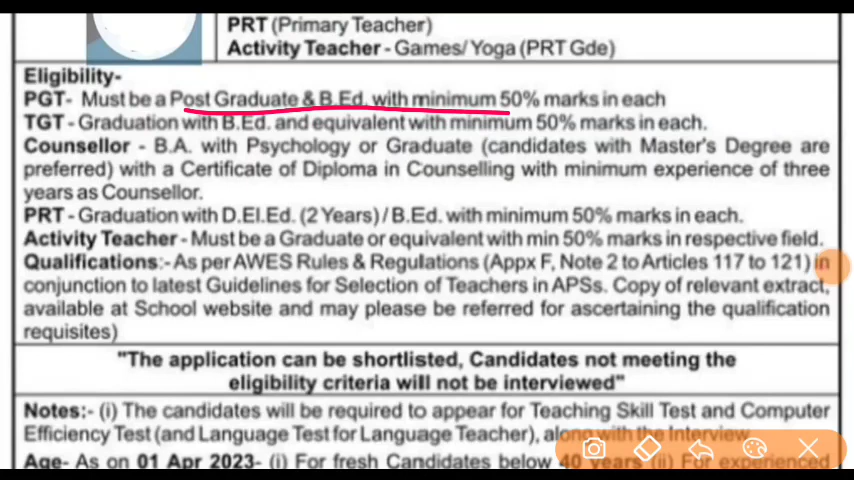 PRT (Primary Teacher)
Activity Teacher - Games/ Yoga (PRT Gde)
Eligibility-
PGT- Must be a Post Graduate & B.Ed. with minimum 50% marks in each
TGT - Graduation with B.Ed. and equivalent with minimum 50% marks in each.
Counsellor - B.A. with Psychology or Graduate (candidates with Master's Degree are
preferred) with a Certificate of Diploma in Counselling with minimum experience of three
years as Counsellor.
PRT - Graduation with D.El.Ed. (2 Years) / B.Ed. with minimum 50% marks in each.
Activity Teacher - Must be a Graduate or equivalent with min 50% marks in respective field.
Qualifications:- As per AWES Rules & Regulations (Appx F, Note 2 to Articles 117 to 121) in
conjunction to latest Guidelines for Selection of Teachers in APSs. Copy of relevant extract,
available at School website and may please be referred for ascertaining the qualification
requisites)
"The application can be shortlisted, Candidates not meeting the
eligibility criteria will not be interviewed"
Notes:- (i) The candidates will be required to appear for Teaching Skill Test and Computer
Efficiency Test (and Language Test for Language Teacher), along with the Interview
Age- As on 01 Apr 2023- (i) For fresh Candidates below 40 years (ii) For experienced